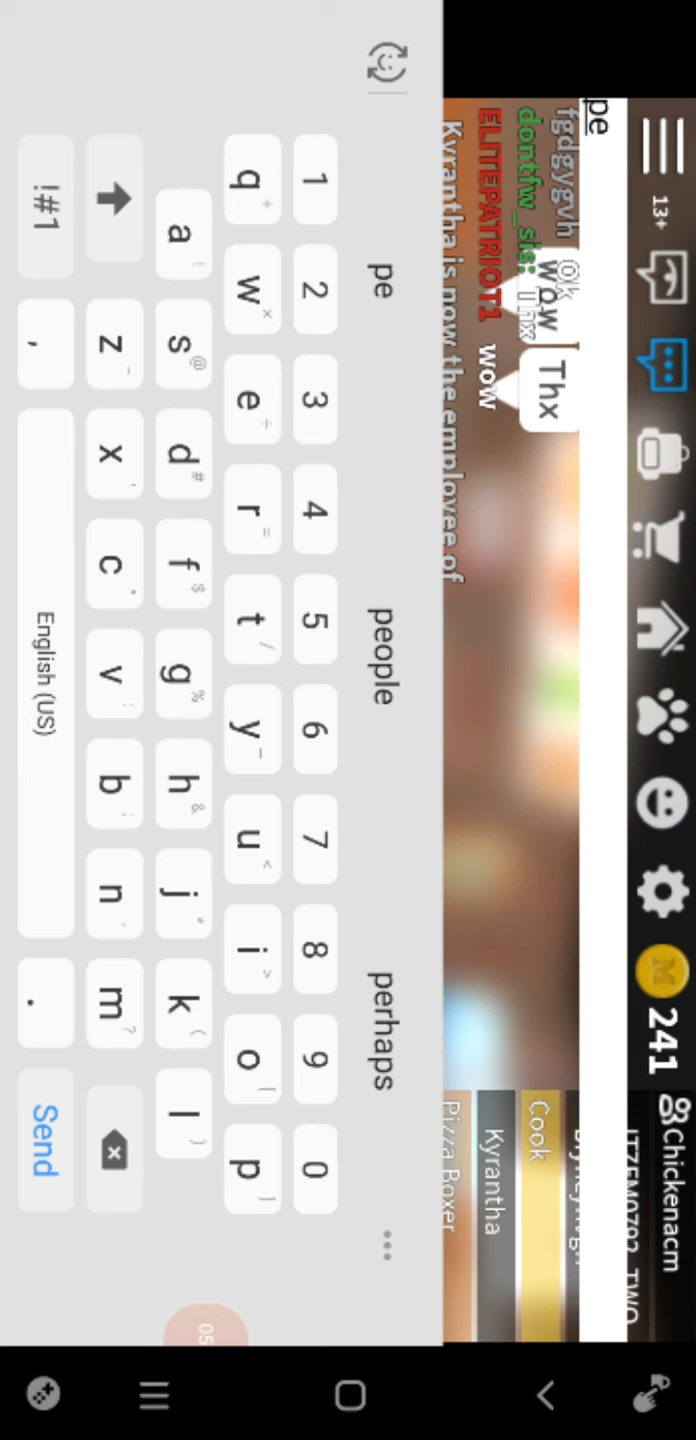 13+
241
Chickenacm
pe
fgdgygvh
Ok
dontfw_sis: Thx
wow
Thx
ELITEPATRIOT1 wow
Kyrantha is now the employee of
Cook
Kyrantha
Pizza Boxer
pe people perhaps
1 2 3 4 5 6 7 8 9 0
q w e r t y u i o p
a s d f g h j k l
z x c v b n m
!#1 , English (US) . Send
05